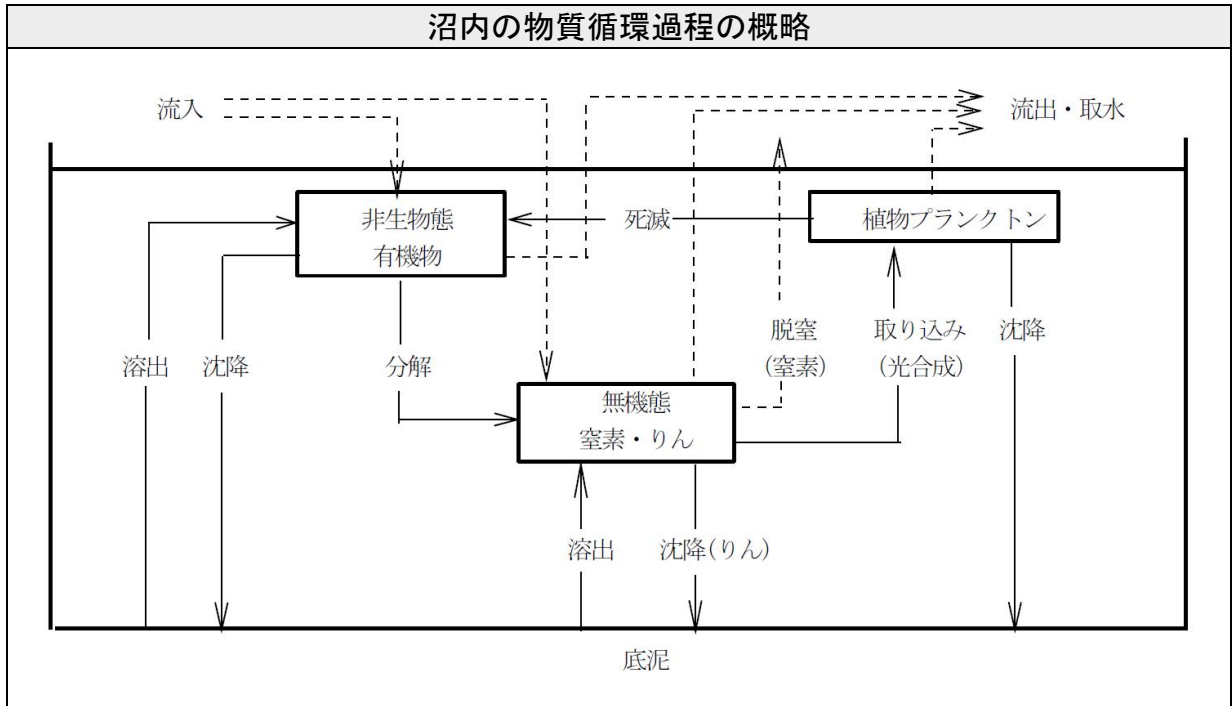 沼内の物質循環過程の概略
流入
流出・取水
非生物態
有機物
死滅
植物プランクトン
溶出
沈降
分解
脱窒
(窒素)
取り込み
(光合成)
沈降
無機態
窒素・りん
溶出
沈降(りん)
底泥